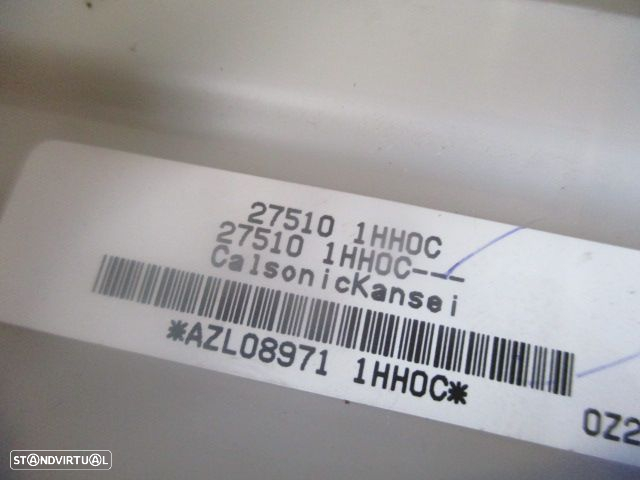 27510 1HH0C
27510 1HH0C---
CalsonicKansei
*AZL08971 1HH0C*
0Z2
STANDVIRTUAL